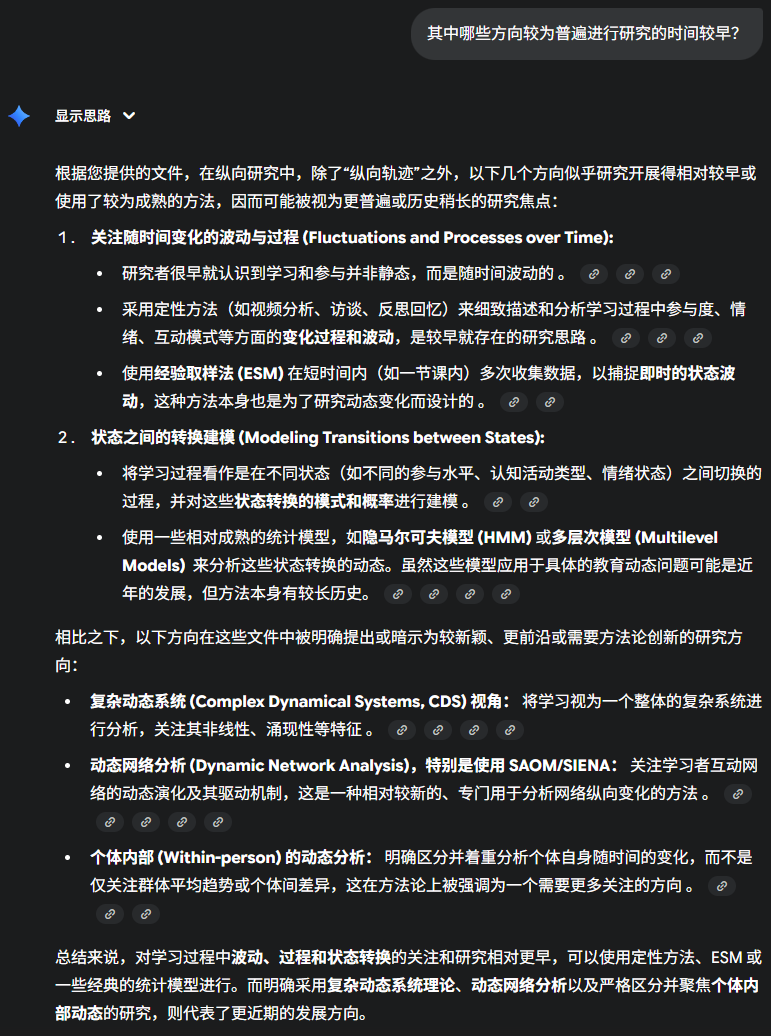 其中哪些方向较为普遍进行研究的时间较早？
显示思路
根据您提供的文件，在纵向研究中，除了“纵向轨迹”之外，以下几个方向似乎研究开展得相对较早或
使用了较为成熟的方法，因而可能被视为更普遍或历史稍长的研究焦点：
1. 关注随时间变化的波动与过程 (Fluctuations and Processes over Time):
• 研究者很早就认识到学习和参与并非静态，而是随时间波动的 。
• 采用定性方法（如视频分析、访谈、反思回忆）来细致描述和分析学习过程中参与度、情
绪、互动模式等方面的变化过程和波动，是较早就存在的研究思路 。
• 使用经验取样法 (ESM) 在短时间内（如一节课内）多次收集数据，以捕捉即时的状态波
动，这种方法本身也是为了研究动态变化而设计的 。
2. 状态之间的转换建模 (Modeling Transitions between States):
• 将学习过程看作是在不同状态（如不同的参与水平、认知活动类型、情绪状态）之间切换的
过程，并对这些状态转换的模式和概率进行建模 。
• 使用一些相对成熟的统计模型，如隐马尔可夫模型 (HMM) 或多层次模型 (Multilevel
Models) 来分析这些状态转换的动态。虽然这些模型应用于具体的教育动态问题可能是近
年的发展，但方法本身有较长历史。
相比之下，以下方向在这些文件中被明确提出或暗示为较新颖、更前沿或需要方法论创新的研究方
向：
• 复杂动态系统 (Complex Dynamical Systems, CDS) 视角： 将学习视为一个整体的复杂系统进
行分析，关注其非线性、涌现性等特征 。
• 动态网络分析 (Dynamic Network Analysis)，特别是使用 SAOM/SIENA： 关注学习者互动网
络的动态演化及其驱动机制，这是一种相对较新的、专门用于分析网络纵向变化的方法 。
• 个体内部 (Within-person) 的动态分析： 明确区分并着重分析个体自身随时间的变化，而不是
仅关注群体平均趋势或个体间差异，这在方法论上被强调为一个需要更多关注的方向 。
总结来说，对学习过程中波动、过程和状态转换的关注和研究相对更早，可以使用定性方法、ESM 或
一些经典的统计模型进行。而明确采用复杂动态系统理论、动态网络分析以及严格区分并聚焦个体内
部动态的研究，则代表了更近期的发展方向。